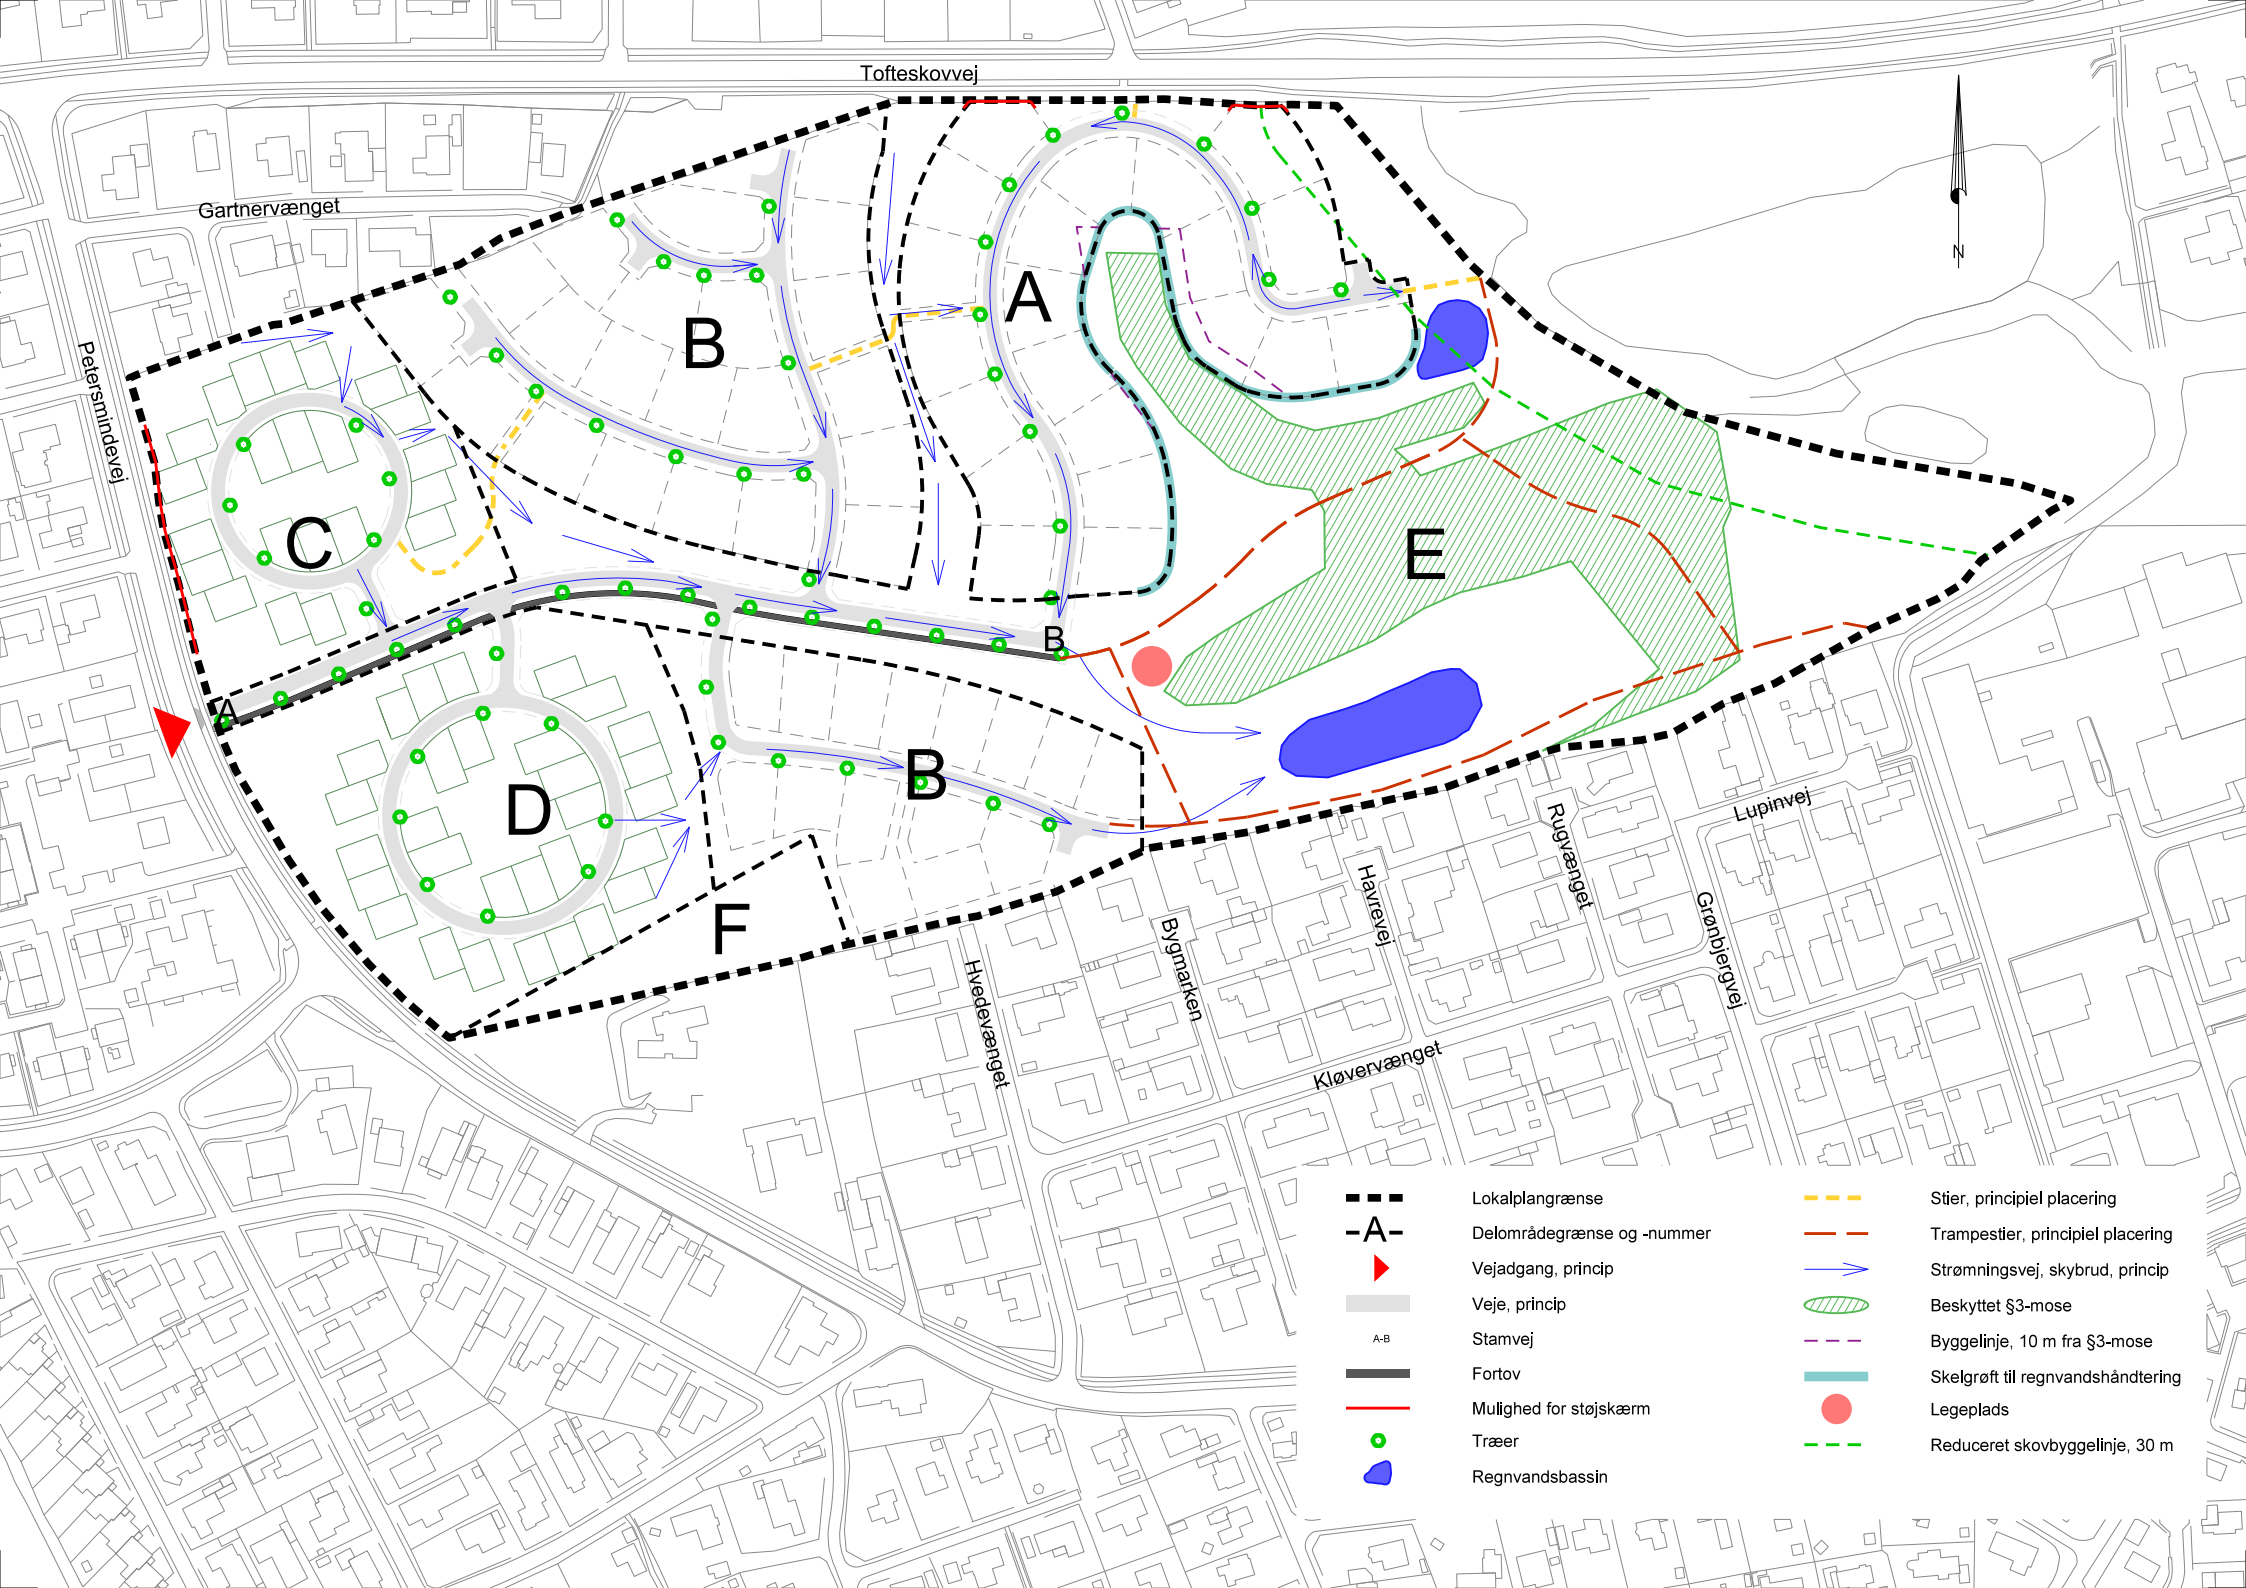 Tofteskovvej
Gartnervænget
Petersmindevej
N
A
B
B
C
E
A
B
D
B
F
Lupinvej
Rugvænget
Havrevej
Grønbjergvej
Bygmarken
Hvedevænget
Kløvervænget
Lokalplangrænse
A
Delområdegrænse og -nummer
Vejadgang, princip
Veje, princip
A-B
Stamvej
Fortov
Mulighed for støjskærm
Træer
Regnvandsbassin
Stier, principiel placering
Trampestier, principiel placering
Strømningsvej, skybrud, princip
Beskyttet §3-mose
Byggelinje, 10 m fra §3-mose
Skelgrøft til regnvandshåndtering
Legeplads
Reduceret skovbyggelinje, 30 m